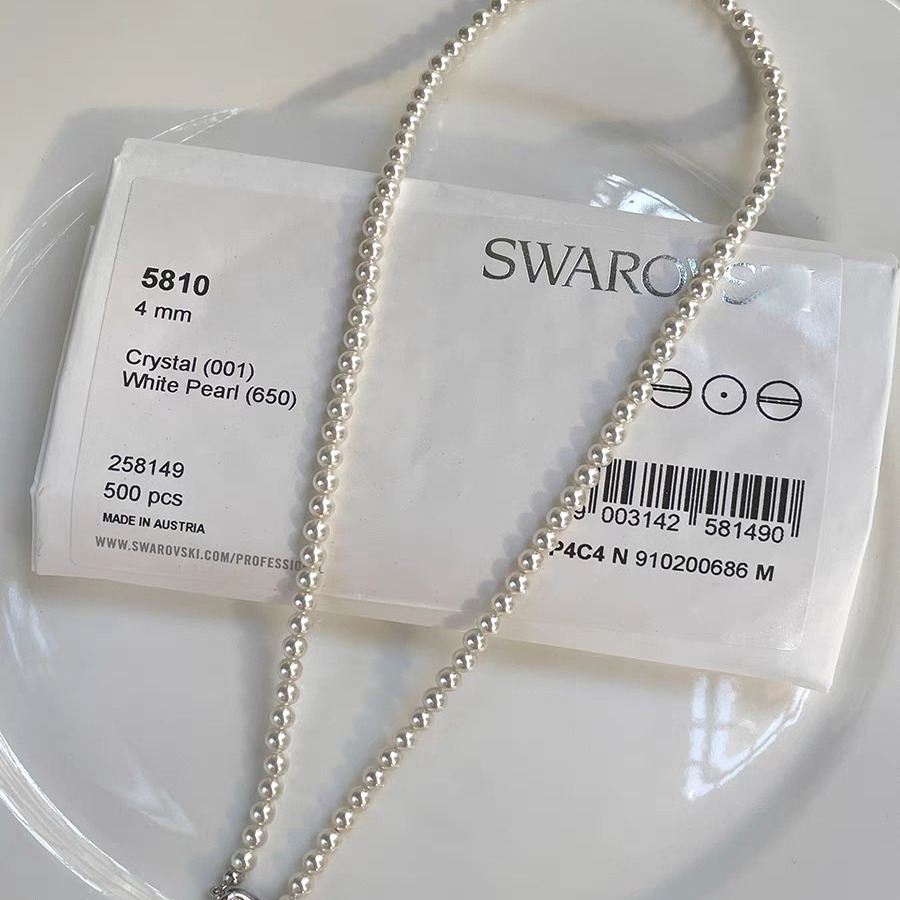 5810
4 mm
Crystal (001)
White Pearl (650)
258149
500 pcs
MADE IN AUSTRIA
WWW.SWAROVSKI.COM/PROFESSIO
SWAROVSKI
9 003142 581490
P4C4 N 910200686 M